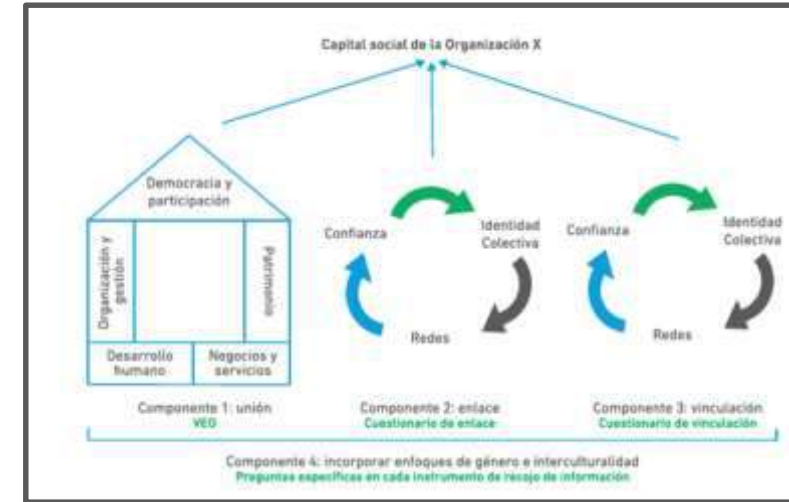 Capital social de la Organización X
Democracia y
participación
Organización y
gestión
Patrimonio
Desarrollo
humano
Negocios y
servicios
Confianza
Identidad
Colectiva
Redes
Confianza
Identidad
Colectiva
Redes
Componente 1: unión
VEO
Componente 2: enlace
Cuestionario de enlace
Componente 3: vinculación
Cuestionario de vinculación
Componente 4: incorporar enfoques de género e interculturalidad
Preguntas específicas en cada instrumento de recojo de información